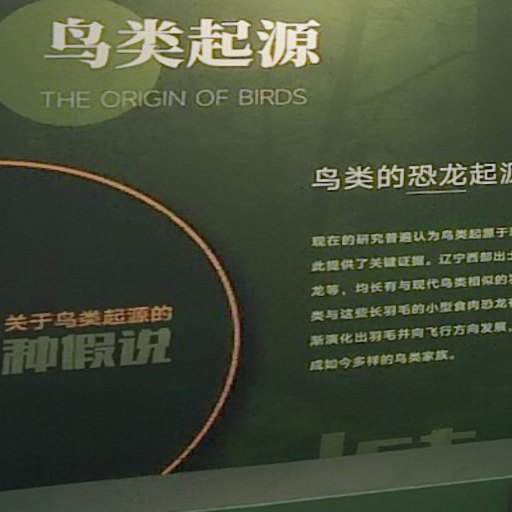 鸟类起源
THE ORIGIN OF BIRDS
鸟类的恐龙起源
现在的研究普遍认为鸟类起源于
此提供了关键证据。辽宁西部出土
龙等，均长有与现代鸟类相似的羽
类与这些长羽毛的小型食肉恐龙有
渐演化出羽毛并向飞行方向发展，
成如今多样的鸟类家族。
关于鸟类起源的
种假说